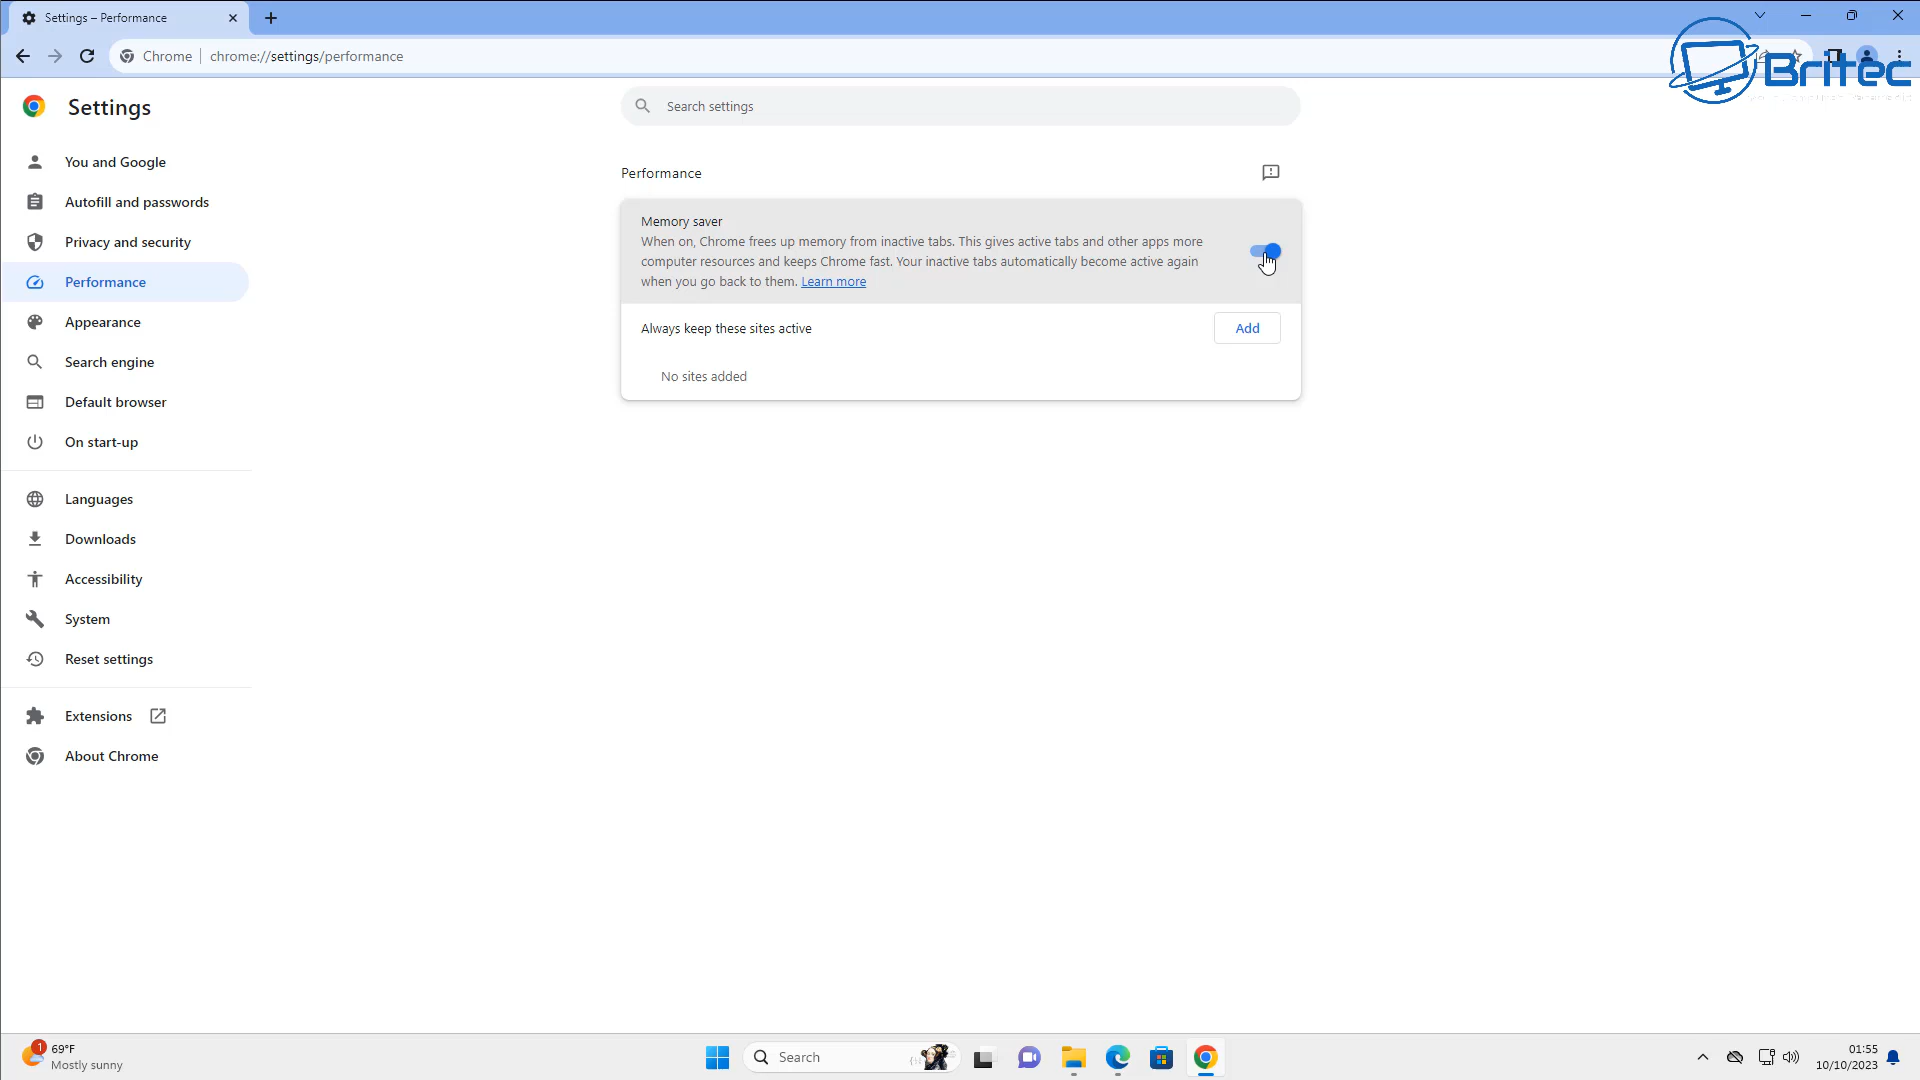 Settings – Performance
Chrome
chrome://settings/performance
Britec
Settings
Search settings
You and Google
Autofill and passwords
Privacy and security
Performance
Appearance
Search engine
Default browser
On start-up
Languages
Downloads
Accessibility
System
Reset settings
Extensions
About Chrome
Performance
Memory saver
When on, Chrome frees up memory from inactive tabs. This gives active tabs and other apps more
computer resources and keeps Chrome fast. Your inactive tabs automatically become active again
when you go back to them. Learn more
Always keep these sites active
Add
No sites added
1
69°F
Mostly sunny
Search
01:55
10/10/2023